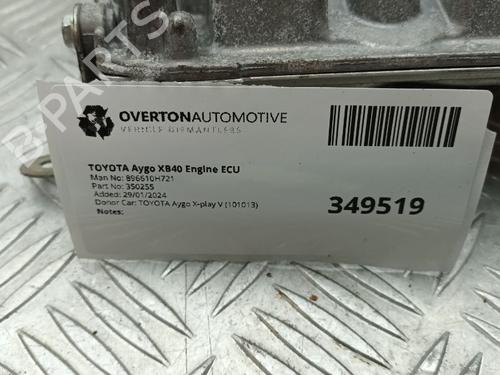 B-PARTS
OVERTONAUTOMOTIVE
VEHICLE DISMANTLERS
TOYOTA Aygo XB40 Engine ECU
Man No: 896610H721
Part No: 350255
Added: 29/01/2024
Donor Car: TOYOTA Aygo X-play V (101013)
Notes:
349519